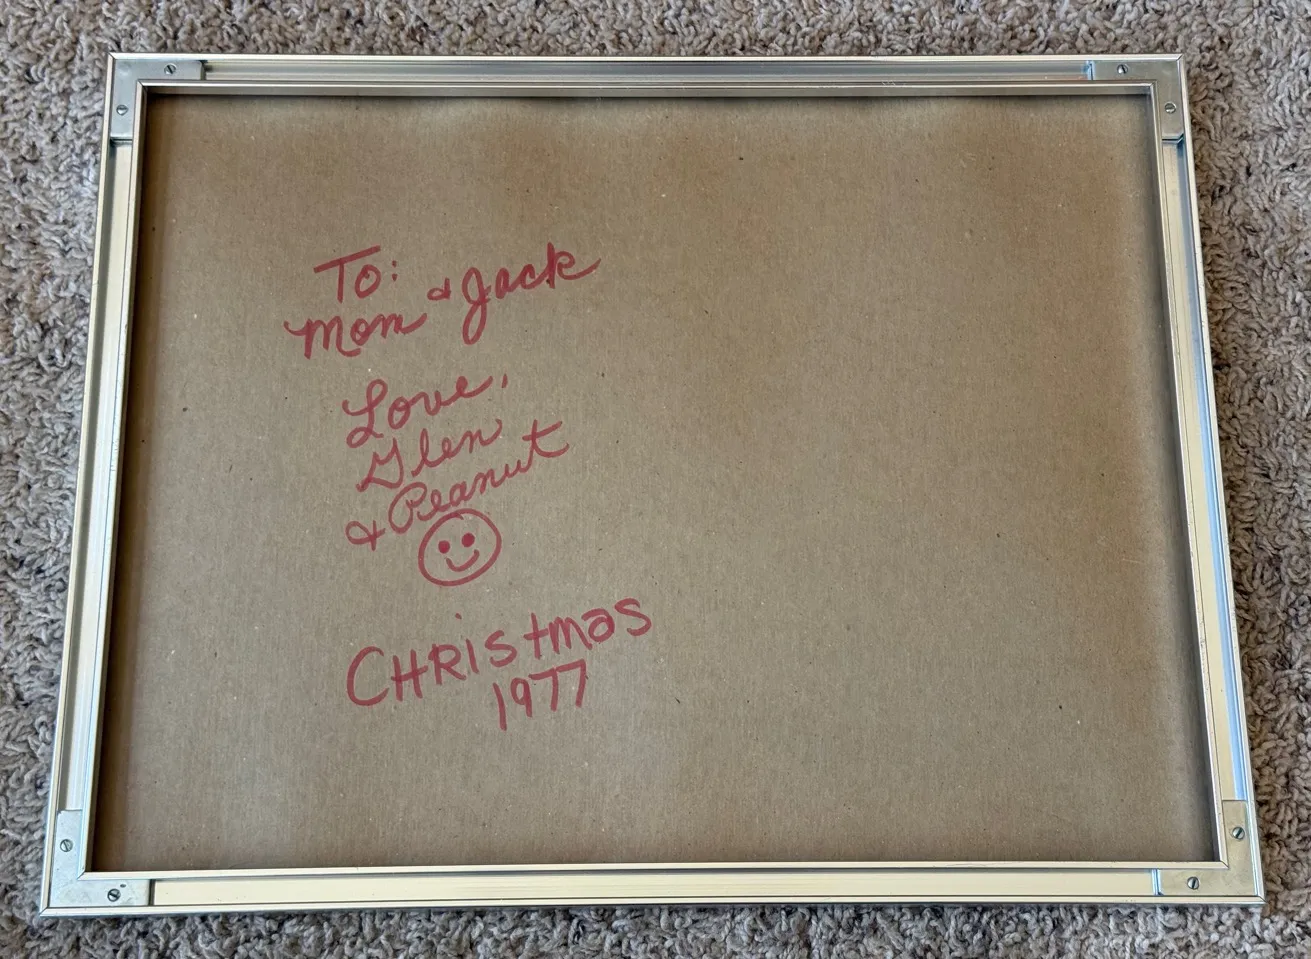 To:
Mom & Jack
Love,
Glen
& Peanut
CHRistmas
1977